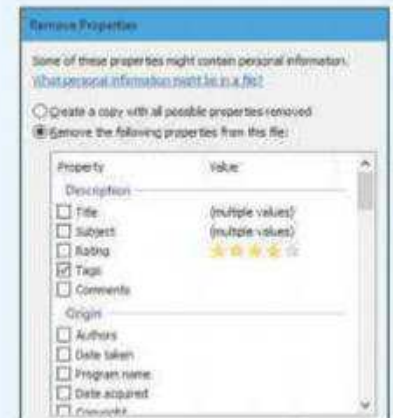 Remove Properties
Some of these properties might contain personal information.
What personal information might be in a file?
Create a copy with all possible properties removed
Remove the following properties from this file:
Property Value
Description
Title (multiple values)
Subject (multiple values)
Rating
Tags
Comments
Origin
Authors
Date taken
Program name
Date acquired
Copyright